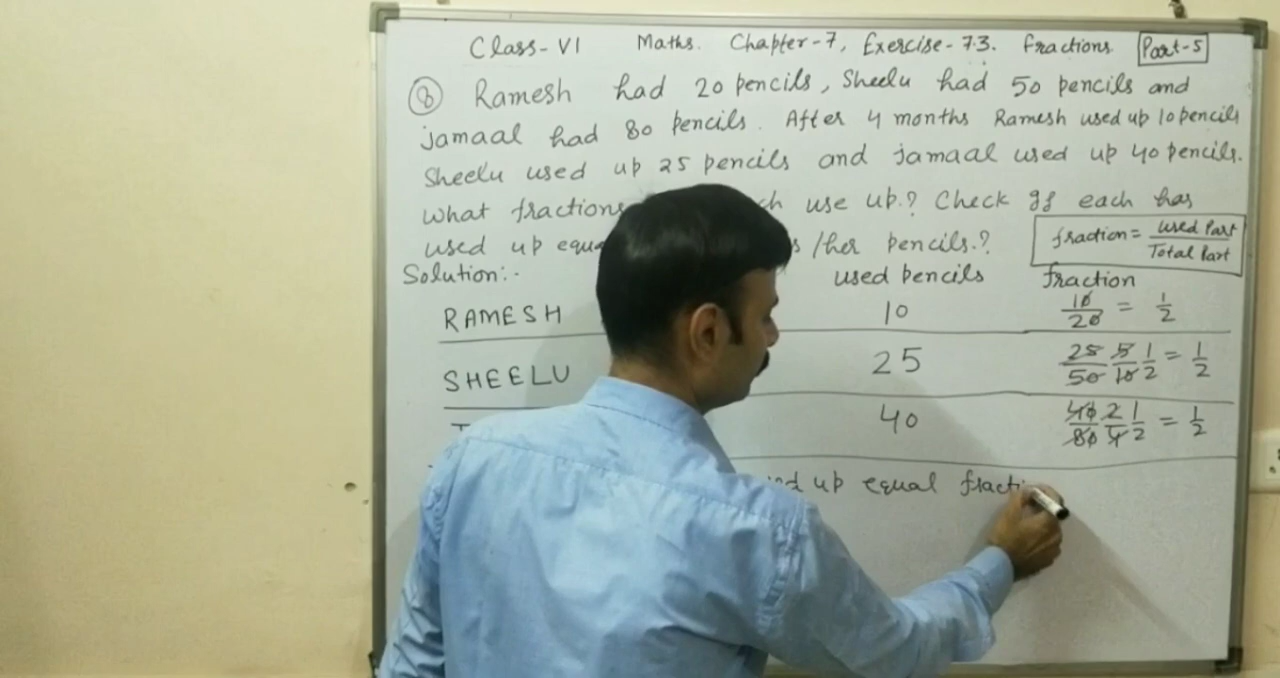 Class-VI Maths. Chapter-7, Exercise-7.3. Fractions. Part-5
⑧ Ramesh had 20 pencils, Sheelu had 50 pencils and
jamaal had 80 pencils. After 4 months Ramesh used up 10 pencils
Sheelu used up 25 pencils and jamaal used up 40 pencils.
What fractions ch use up.? Check If each has
used up equa s/her pencils.?
fraction = used Part / Total Part
Solution:- used pencils fraction
RAMESH 10 10/20 = 1/2
SHEELU 25 25/50 5/10 1/2 = 1/2
40 40/80 2/4 1/2 = 1/2
up equal fracti